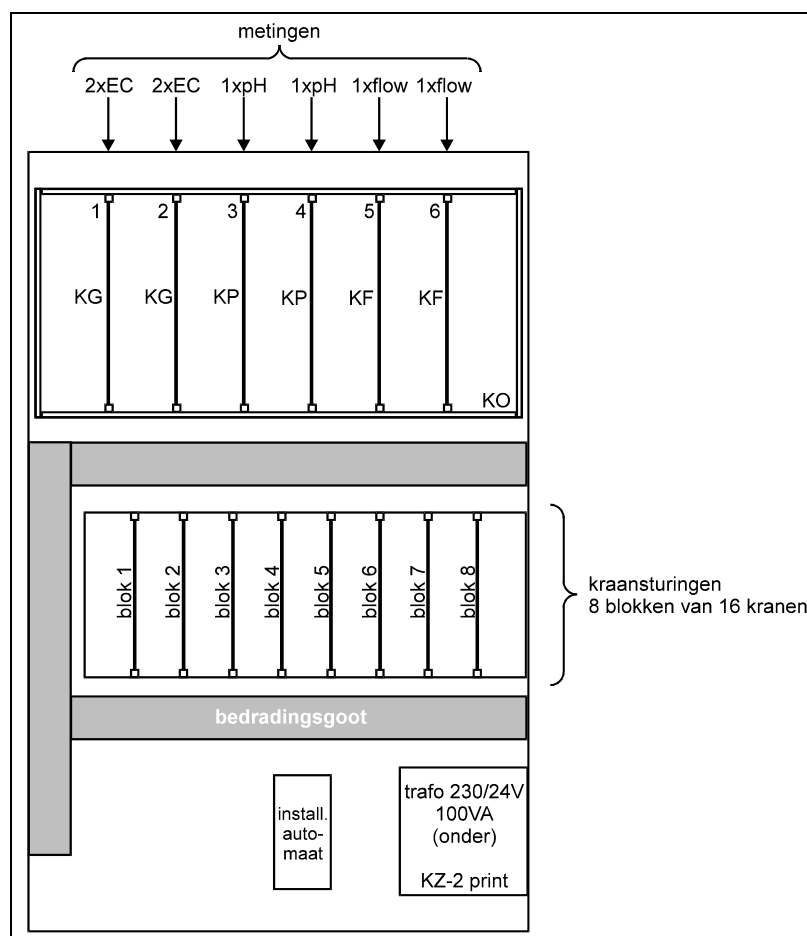 metingen
2xEC 2xEC 1xpH 1xpH 1xflow 1xflow
1 2 3 4 5 6
KG KG KP KP KF KF
KO
blok 1 blok 2 blok 3 blok 4 blok 5 blok 6 blok 7 blok 8
kraansturingen
8 blokken van 16 kranen
bedradingsgoot
install.
auto-
maat
trafo 230/24V
100VA
(onder)
KZ-2 print